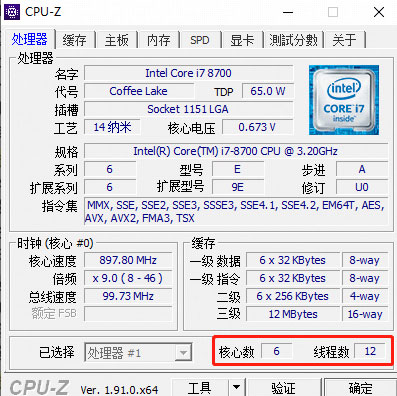 CPU-Z
处理器 缓存 主板 内存 SPD 显卡 測試分數 关于
处理器
名字 Intel Core i7 8700
代号 Coffee Lake TDP 65.0 W
插槽 Socket 1151 LGA
工艺 14 纳米 核心电压 0.673 V
intel
CORE i7
inside™
规格 Intel(R) Core(TM) i7-8700 CPU @ 3.20GHz
系列 6 型号 E 步进 A
扩展系列 6 扩展型号 9E 修订 U0
指令集 MMX, SSE, SSE2, SSE3, SSSE3, SSE4.1, SSE4.2, EM64T, AES,
AVX, AVX2, FMA3, TSX
时钟 (核心 #0)
核心速度 897.80 MHz
倍频 x 9.0 (8 - 46)
总线速度 99.73 MHz
额定 FSB
缓存
一级 数据 6 x 32 KBytes 8-way
一级 指令 6 x 32 KBytes 8-way
二级 6 x 256 KBytes 4-way
三级 12 MBytes 16-way
已选择 处理器 #1 核心数 6 线程数 12
CPU-Z Ver. 1.91.0.x64 工具 验证 确定